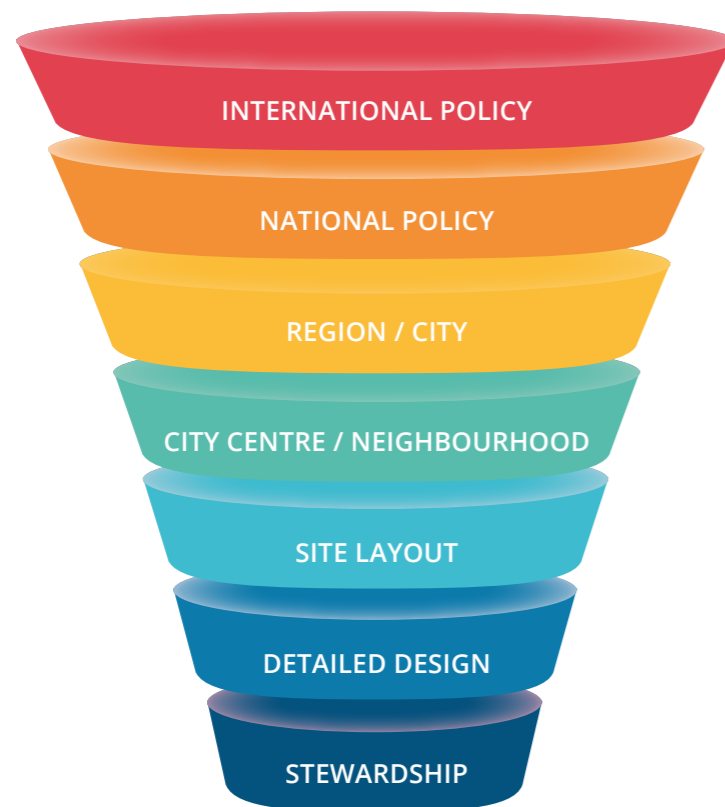 INTERNATIONAL POLICY
NATIONAL POLICY
REGION / CITY
CITY CENTRE / NEIGHBOURHOOD
SITE LAYOUT
DETAILED DESIGN
STEWARDSHIP